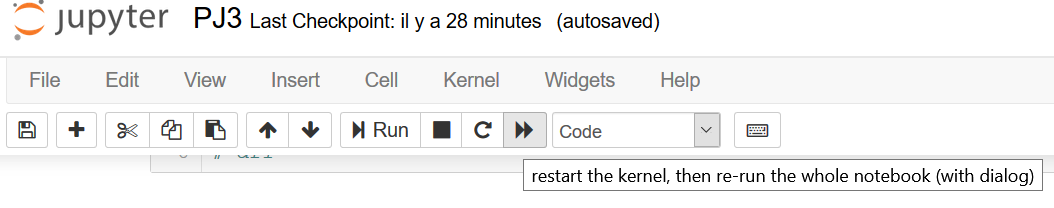 jupyter PJ3 Last Checkpoint: il y a 28 minutes (autosaved)
File Edit View Insert Cell Kernel Widgets Help
Run Code
restart the kernel, then re-run the whole notebook (with dialog)